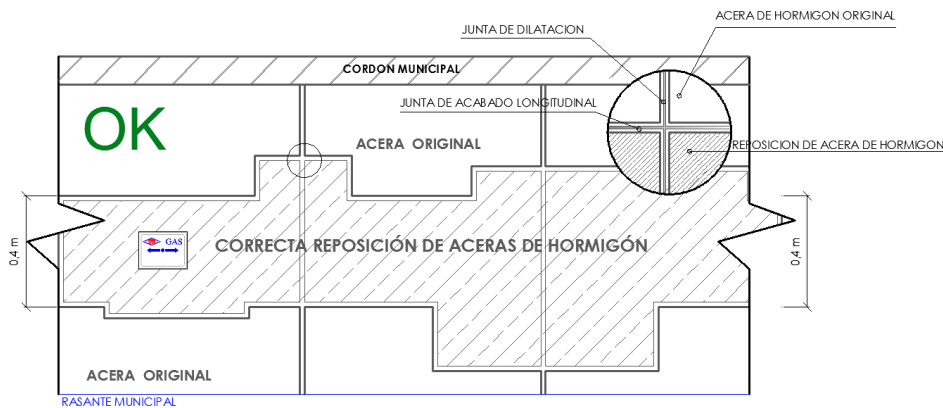 ACERA DE HORMIGON ORIGINAL
JUNTA DE DILATACION
CORDON MUNICIPAL
JUNTA DE ACABADO LONGITUDINAL
OK
ACERA ORIGINAL
REPOSICION DE ACERA DE HORMIGON
GAS
CORRECTA REPOSICIÓN DE ACERAS DE HORMIGÓN
0,4 m
0,4 m
ACERA ORIGINAL
RASANTE MUNICIPAL